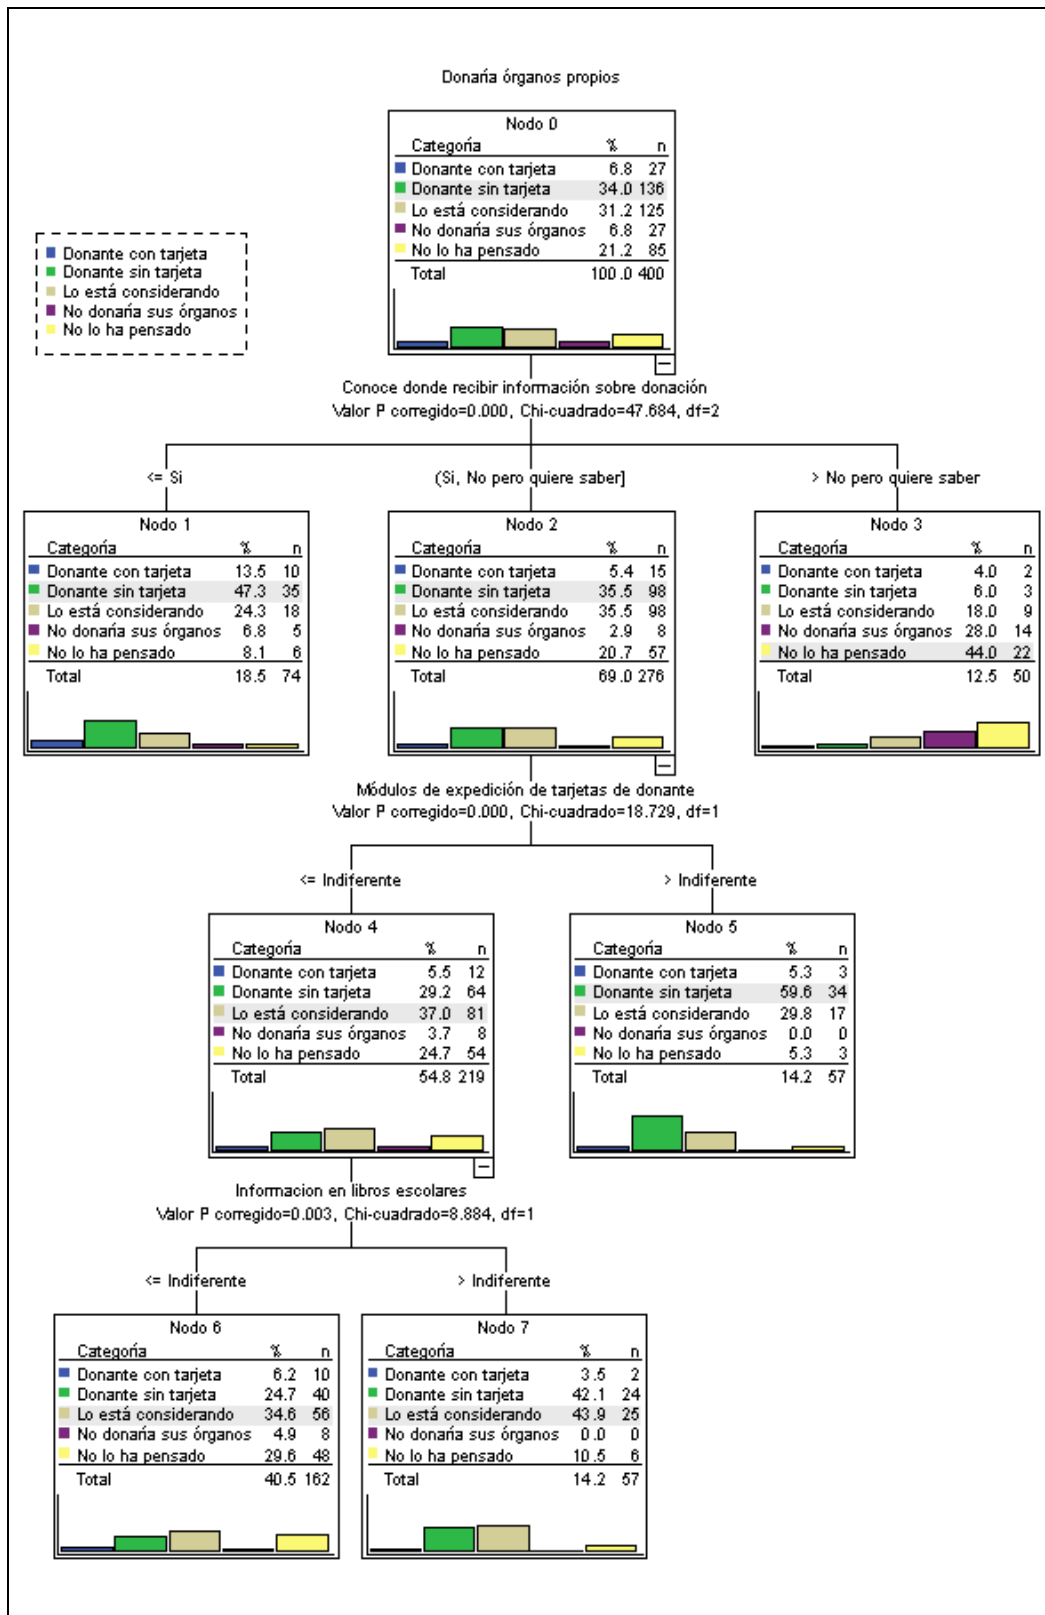 Donaría órganos propios
Nodo 0
Categoría % n
Donante con tarjeta 6.8 27
Donante sin tarjeta 34.0 136
Lo está considerando 31.2 125
No donaría sus órganos 6.8 27
No lo ha pensado 21.2 85
Total 100.0 400
Donante con tarjeta
Donante sin tarjeta
Lo está considerando
No donaría sus órganos
No lo ha pensado
Conoce donde recibir información sobre donación
Valor P corregido=0.000, Chi-cuadrado=47.684, df=2
<= Si
(Si, No pero quiere saber]
> No pero quiere saber
Nodo 1
Categoría % n
Donante con tarjeta 13.5 10
Donante sin tarjeta 47.3 35
Lo está considerando 24.3 18
No donaría sus órganos 6.8 5
No lo ha pensado 8.1 6
Total 18.5 74
Nodo 2
Categoría % n
Donante con tarjeta 5.4 15
Donante sin tarjeta 35.5 98
Lo está considerando 35.5 98
No donaría sus órganos 2.9 8
No lo ha pensado 20.7 57
Total 69.0 276
Nodo 3
Categoría % n
Donante con tarjeta 4.0 2
Donante sin tarjeta 6.0 3
Lo está considerando 18.0 9
No donaría sus órganos 28.0 14
No lo ha pensado 44.0 22
Total 12.5 50
Módulos de expedición de tarjetas de donante
Valor P corregido=0.000, Chi-cuadrado=18.729, df=1
<= Indiferente
> Indiferente
Nodo 4
Categoría % n
Donante con tarjeta 5.5 12
Donante sin tarjeta 29.2 64
Lo está considerando 37.0 81
No donaría sus órganos 3.7 8
No lo ha pensado 24.7 54
Total 54.8 219
Nodo 5
Categoría % n
Donante con tarjeta 5.3 3
Donante sin tarjeta 59.6 34
Lo está considerando 29.8 17
No donaría sus órganos 0.0 0
No lo ha pensado 5.3 3
Total 14.2 57
Informacion en libros escolares
Valor P corregido=0.003, Chi-cuadrado=8.884, df=1
<= Indiferente
> Indiferente
Nodo 6
Categoría % n
Donante con tarjeta 6.2 10
Donante sin tarjeta 24.7 40
Lo está considerando 34.6 56
No donaría sus órganos 4.9 8
No lo ha pensado 29.6 48
Total 40.5 162
Nodo 7
Categoría % n
Donante con tarjeta 3.5 2
Donante sin tarjeta 42.1 24
Lo está considerando 43.9 25
No donaría sus órganos 0.0 0
No lo ha pensado 10.5 6
Total 14.2 57